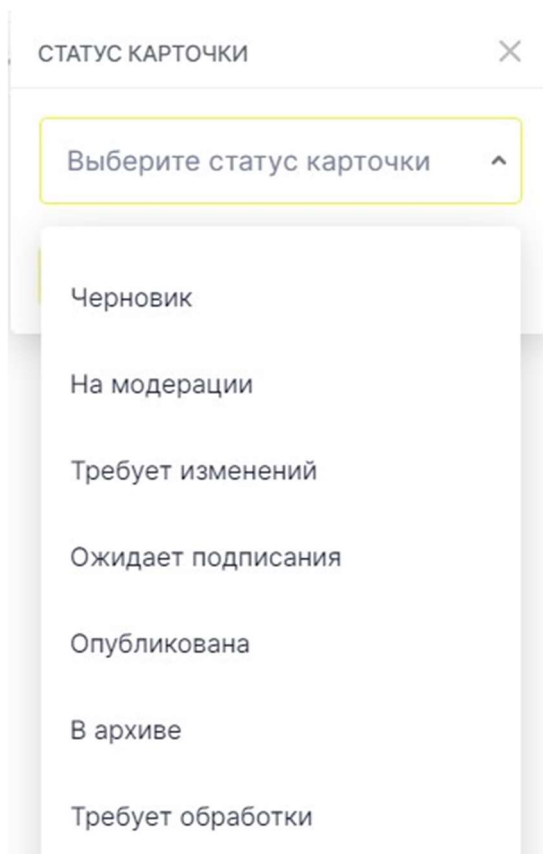 СТАТУС КАРТОЧКИ
Выберите статус карточки
Черновик
На модерации
Требует изменений
Ожидает подписания
Опубликована
В архиве
Требует обработки